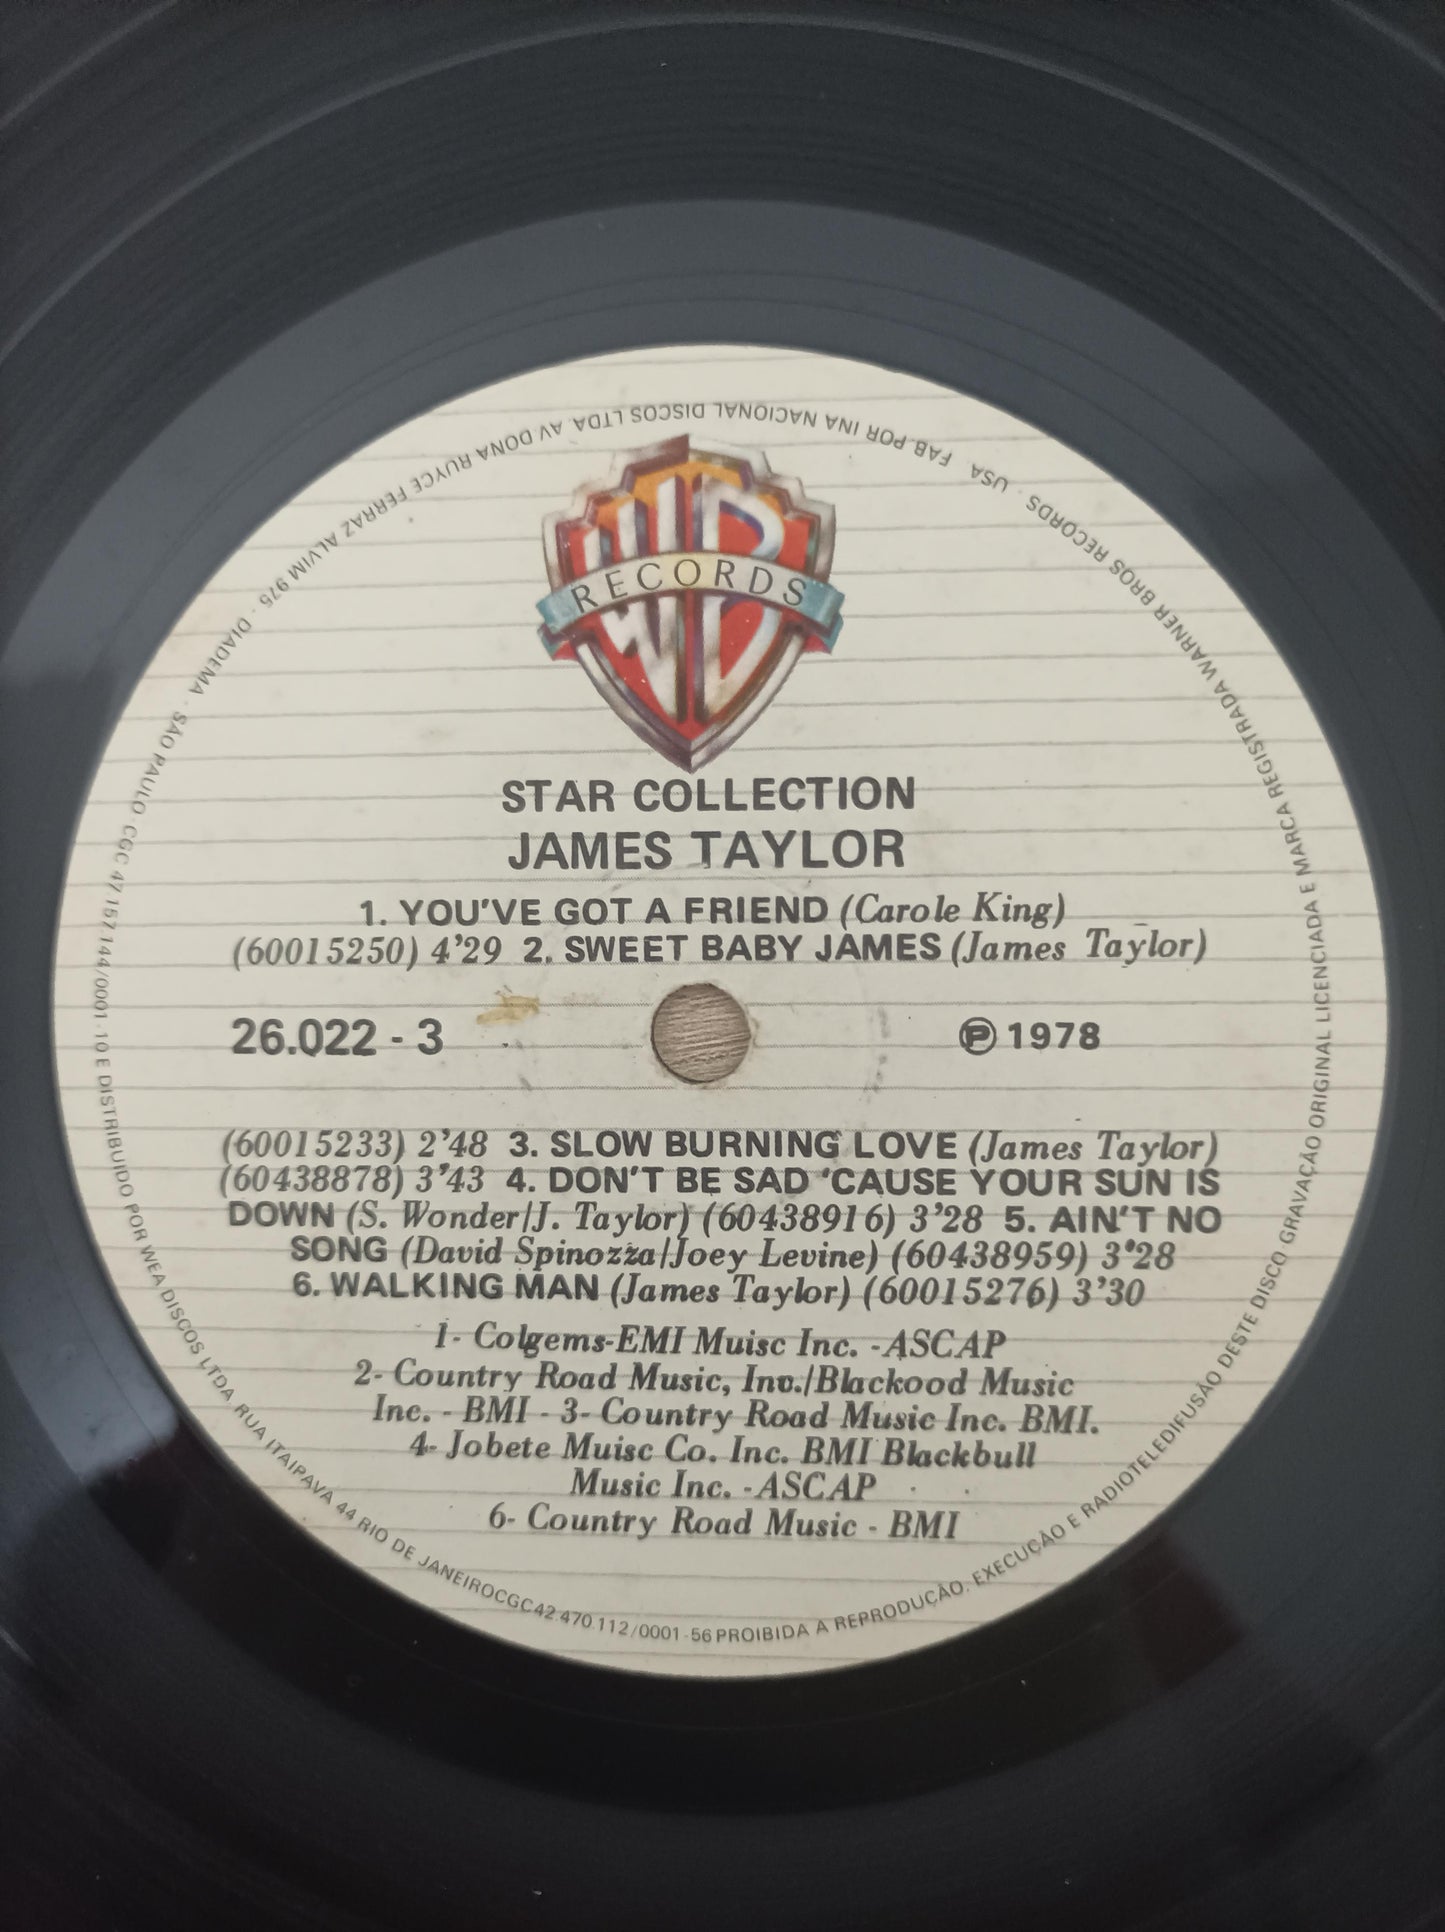 WB
RECORDS
STAR COLLECTION
JAMES TAYLOR
1. YOU'VE GOT A FRIEND (Carole King)
(60015250) 4'29 2. SWEET BABY JAMES (James Taylor)
26.022 - 3
Ⓟ 1978
(60015233) 2'48 3. SLOW BURNING LOVE (James Taylor)
(60438878) 3'43 4. DON'T BE SAD 'CAUSE YOUR SUN IS
DOWN (S. Wonder/J. Taylor) (60438916) 3'28 5. AIN'T NO
SONG (David Spinozza/Joey Levine) (60438959) 3'28
6. WALKING MAN (James Taylor) (60015276) 3'30
1- Colgems-EMI Muisc Inc. -ASCAP
2- Country Road Music, Inv./Blackood Music
Inc. - BMI - 3- Country Road Music Inc. BMI.
4- Jobete Muisc Co. Inc. BMI Blackbull
Music Inc. -ASCAP
6- Country Road Music - BMI
FAB. POR INA NACIONAL DISCOS LTDA AV DONA RUYCE FERRAZ ALVIM 975 · DIADEMA · SÃO PAULO · CGC 47.157.144/0001-10 E DISTRIBUIDO POR WEA DISCOS LTDA RUA ITAIPAVA 44 RIO DE JANEIRO CGC 42.470.112/0001-56 PROIBIDA A REPRODUÇÃO. EXECUÇÃO E RADIOTELEDIFUSÃO DESTE DISCO GRAVAÇÃO ORIGINAL LICENCIADA E MARCA REGISTRADA WARNER BROS RECORDS · USA